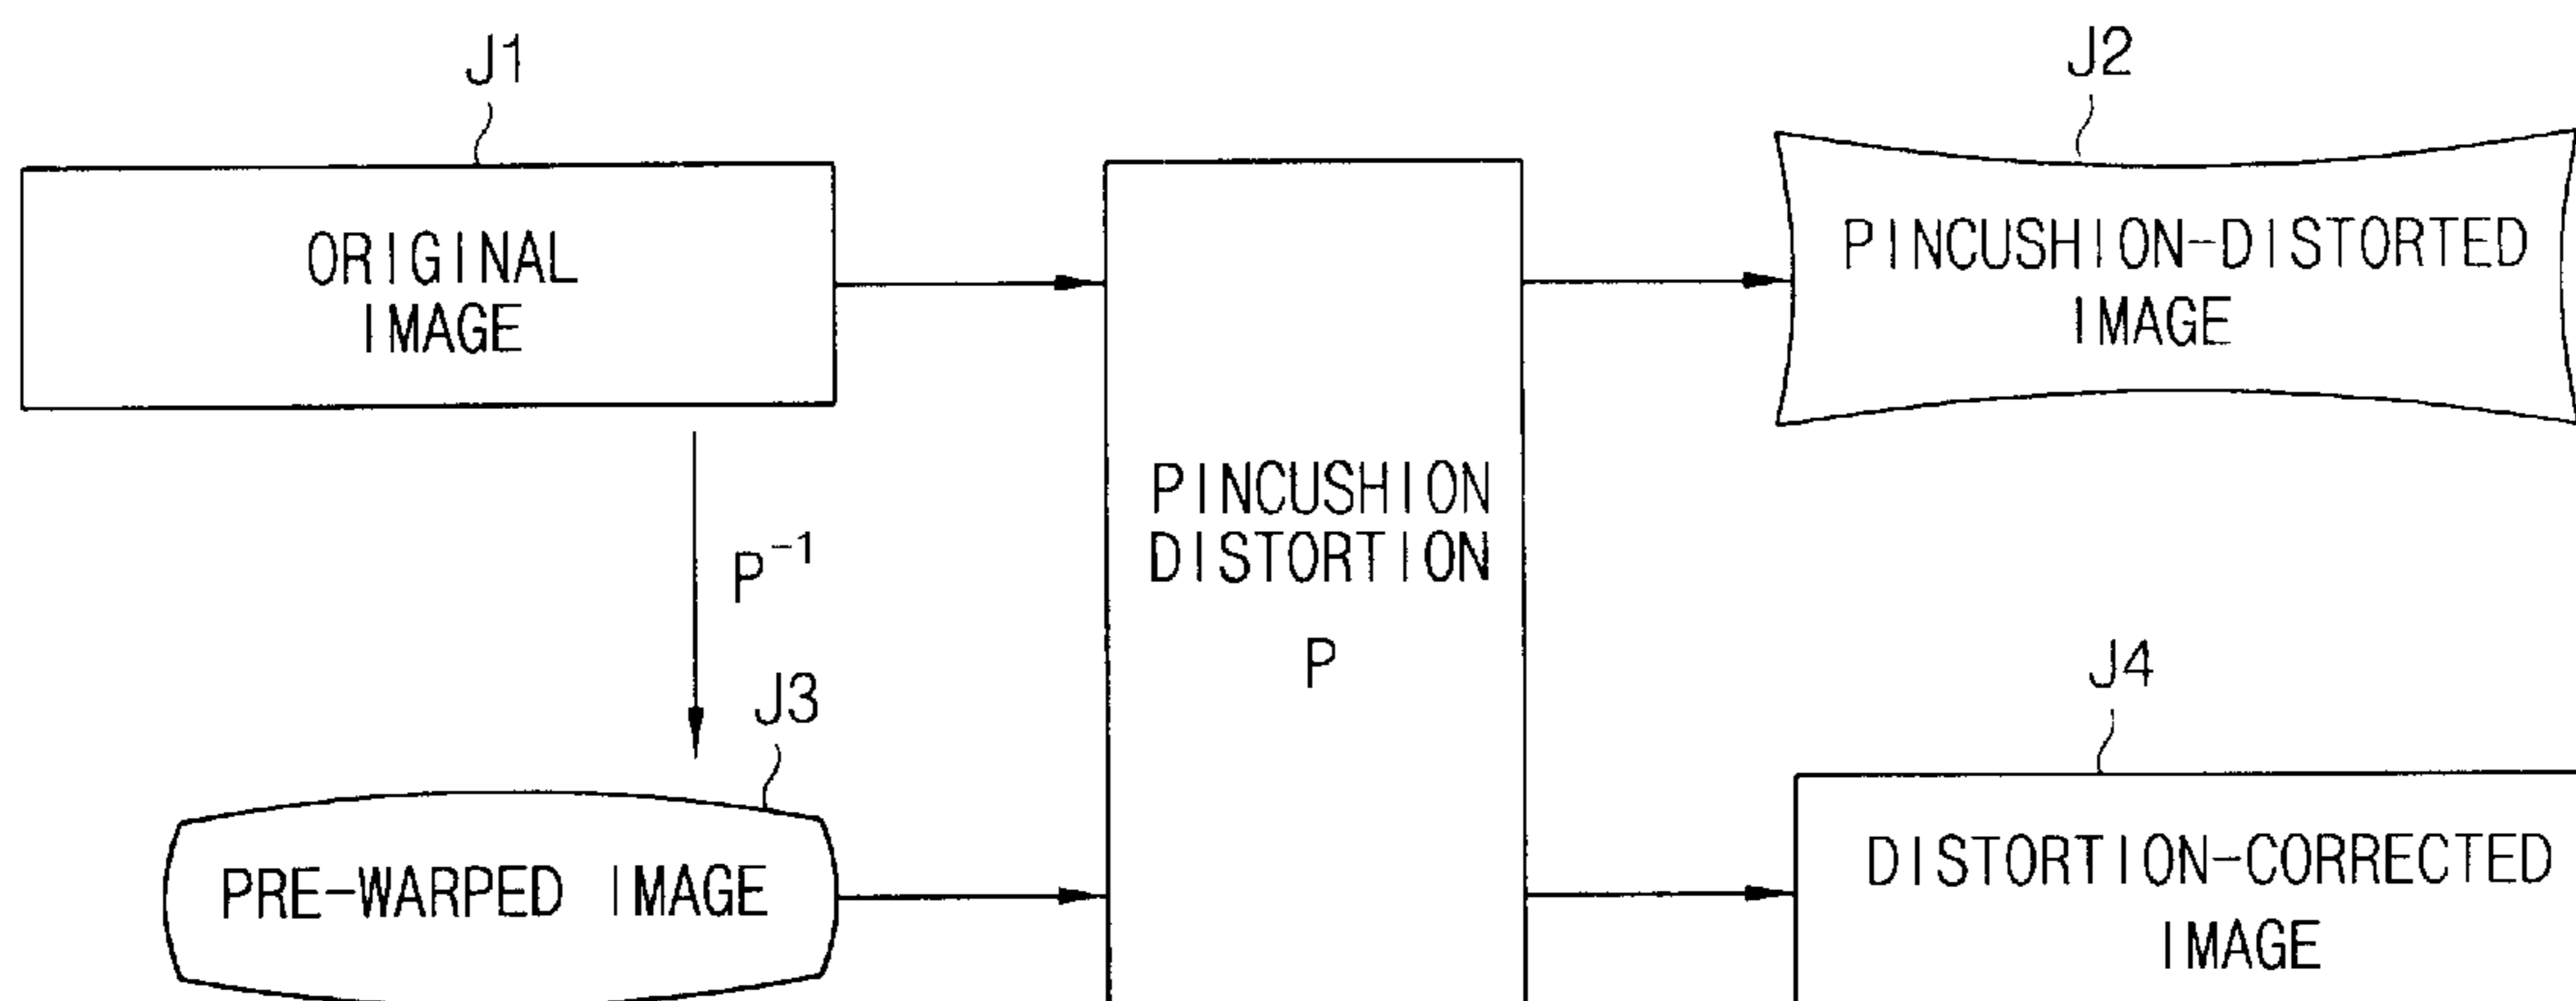 J1
J2
ORIGINAL
IMAGE
PINCUSHION-DISTORTED
IMAGE
PINCUSHION
DISTORTION
P
P⁻¹
J3
J4
PRE-WARPED IMAGE
DISTORTION-CORRECTED
IMAGE